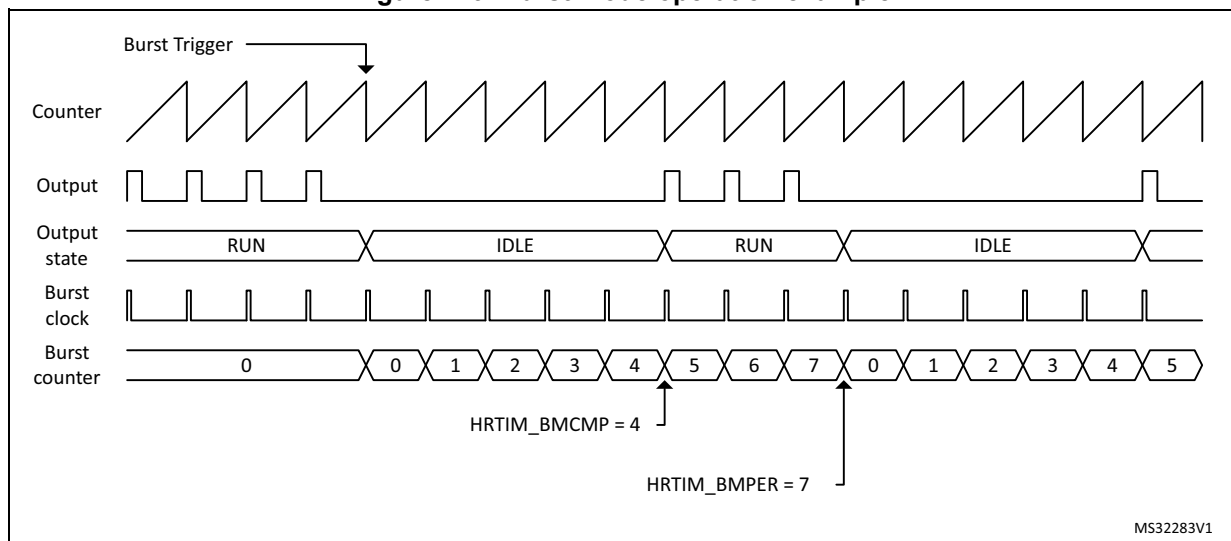 Burst Trigger
Counter
Output
Output
state
RUN
IDLE
RUN
IDLE
Burst
clock
Burst
counter
0
0
1
2
3
4
5
6
7
0
1
2
3
4
5
HRTIM_BMCMP = 4
HRTIM_BMPER = 7
MS32283V1